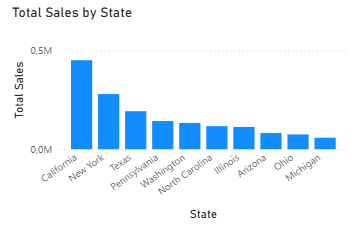 Total Sales by State
0,5M
0,0M
Total Sales
California
New York
Texas
Pennsylvania
Washington
North Carolina
Illinois
Arizona
Ohio
Michigan
State